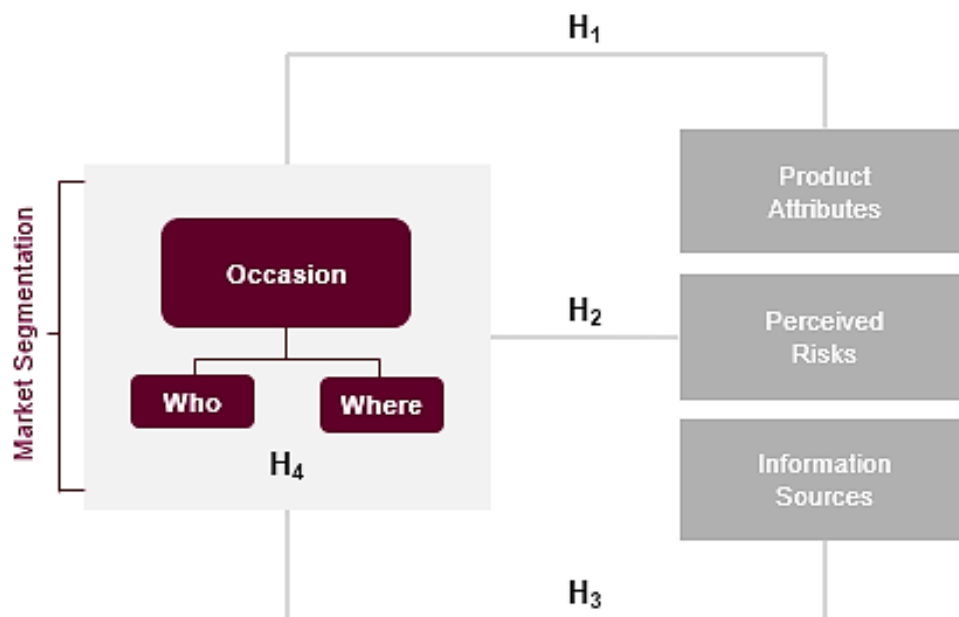 H₁
Product
Attributes
Market Segmentation
Occasion
H₂
Perceived
Risks
Who
Where
H₄
Information
Sources
H₃